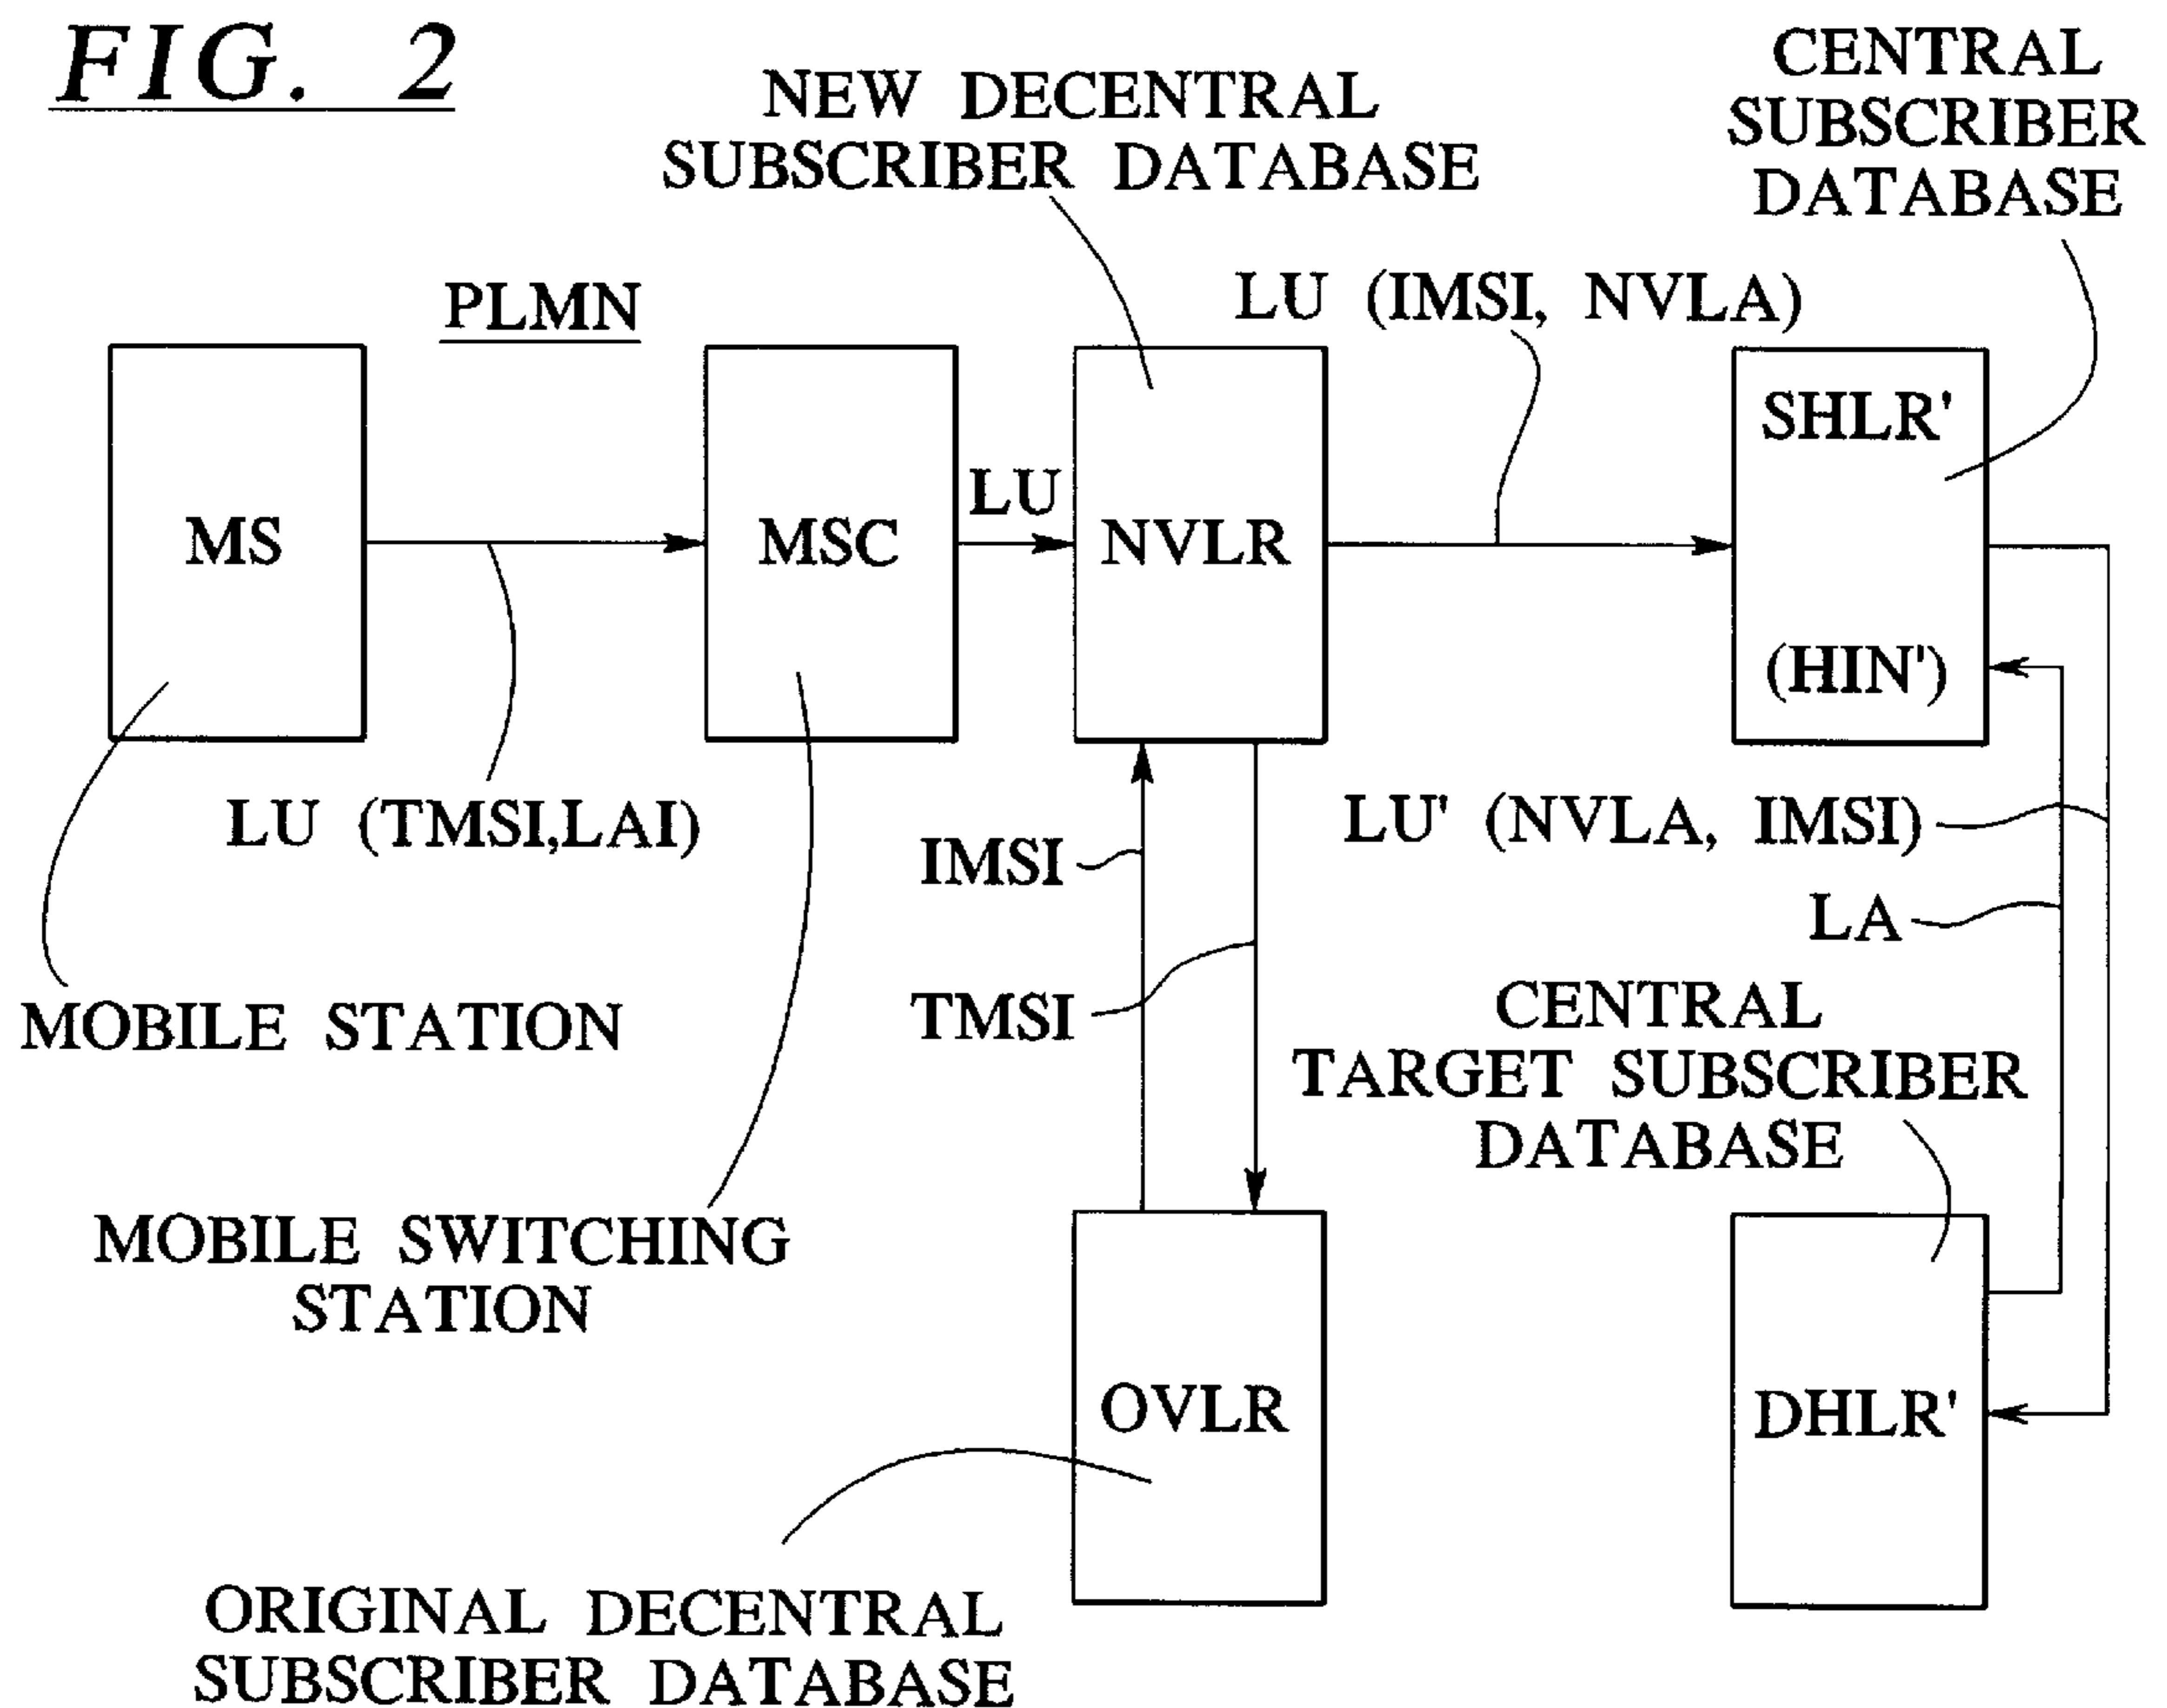 FIG. 2
NEW DECENTRAL
SUBSCRIBER DATABASE
CENTRAL
SUBSCRIBER
DATABASE
PLMN
LU (IMSI, NVLA)
MS
MSC
LU
NVLR
SHLR'
(HIN')
LU (TMSI,LAI)
IMSI
LU' (NVLA, IMSI)
LA
TMSI
MOBILE STATION
CENTRAL
TARGET SUBSCRIBER
DATABASE
MOBILE SWITCHING
STATION
OVLR
DHLR'
ORIGINAL DECENTRAL
SUBSCRIBER DATABASE